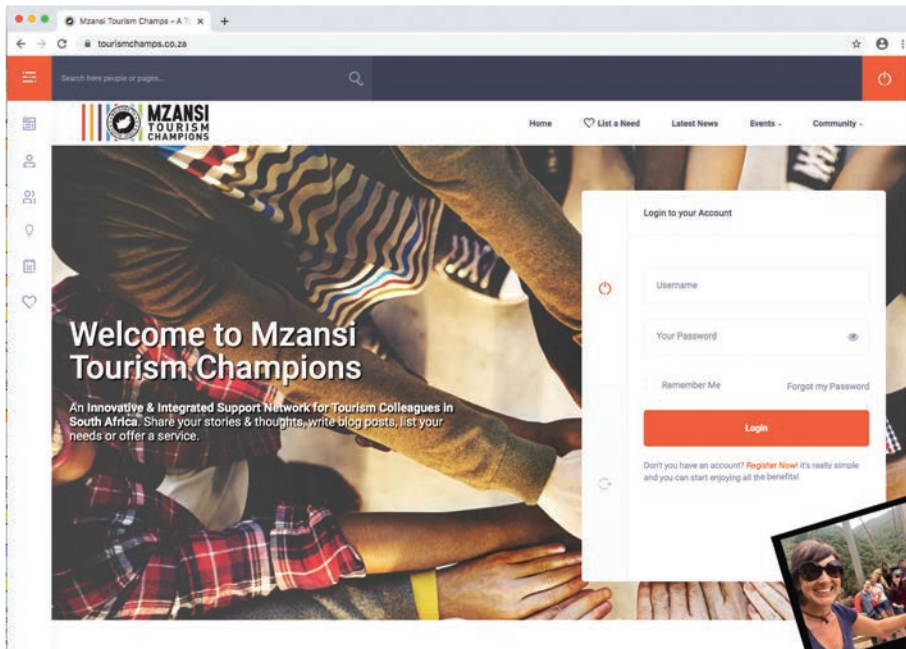 Mzansi Tourism Champs – A T
tourismchamps.co.za
Search here people or pages...
MZANSI
TOURISM
CHAMPIONS
Home
List a Need
Latest News
Events
Community
Login to your Account
Username
Your Password
Remember Me
Forgot my Password
Login
Don't you have an account? Register Now! It's really simple
and you can start enjoying all the benefits!
Welcome to Mzansi
Tourism Champions
An Innovative & Integrated Support Network for Tourism Colleagues in
South Africa. Share your stories & thoughts, write blog posts, list your
needs or offer a service.